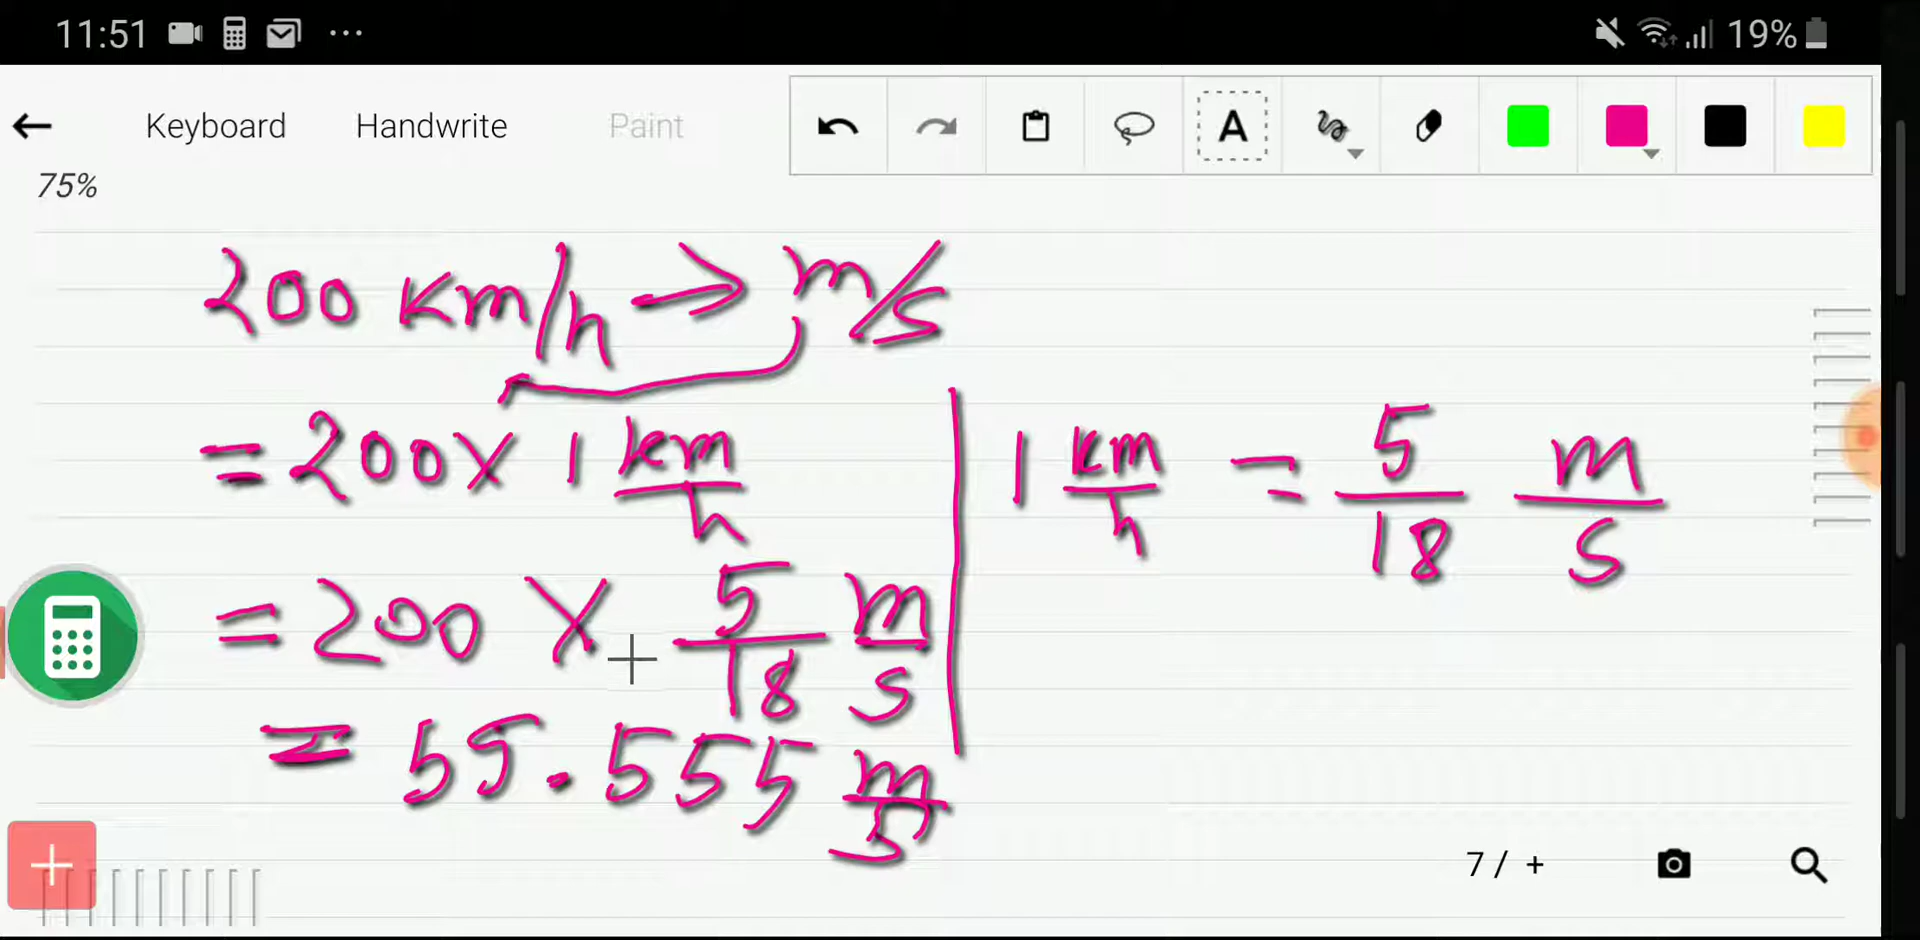 11:51 ... 19%
Keyboard Handwrite Paint A
75%
200 Km/h → m/s
= 200 × 1 km/h
1 km/h = 5/18 m/s
= 200 × 5/18 m/s
= 55.555 m/s
7 / +